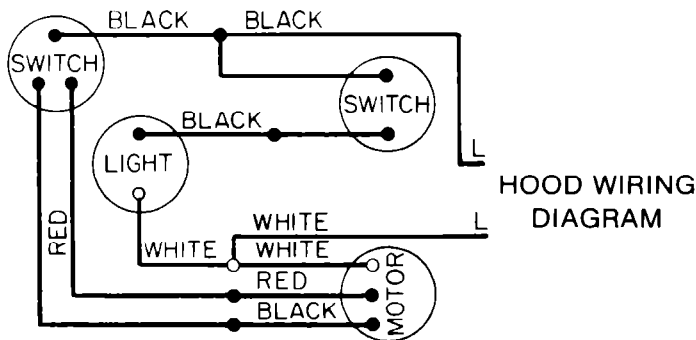 BLACK
BLACK
SWITCH
SWITCH
BLACK
LIGHT
L
HOOD WIRING
DIAGRAM
WHITE
L
RED
WHITE
WHITE
RED
BLACK
MOTOR